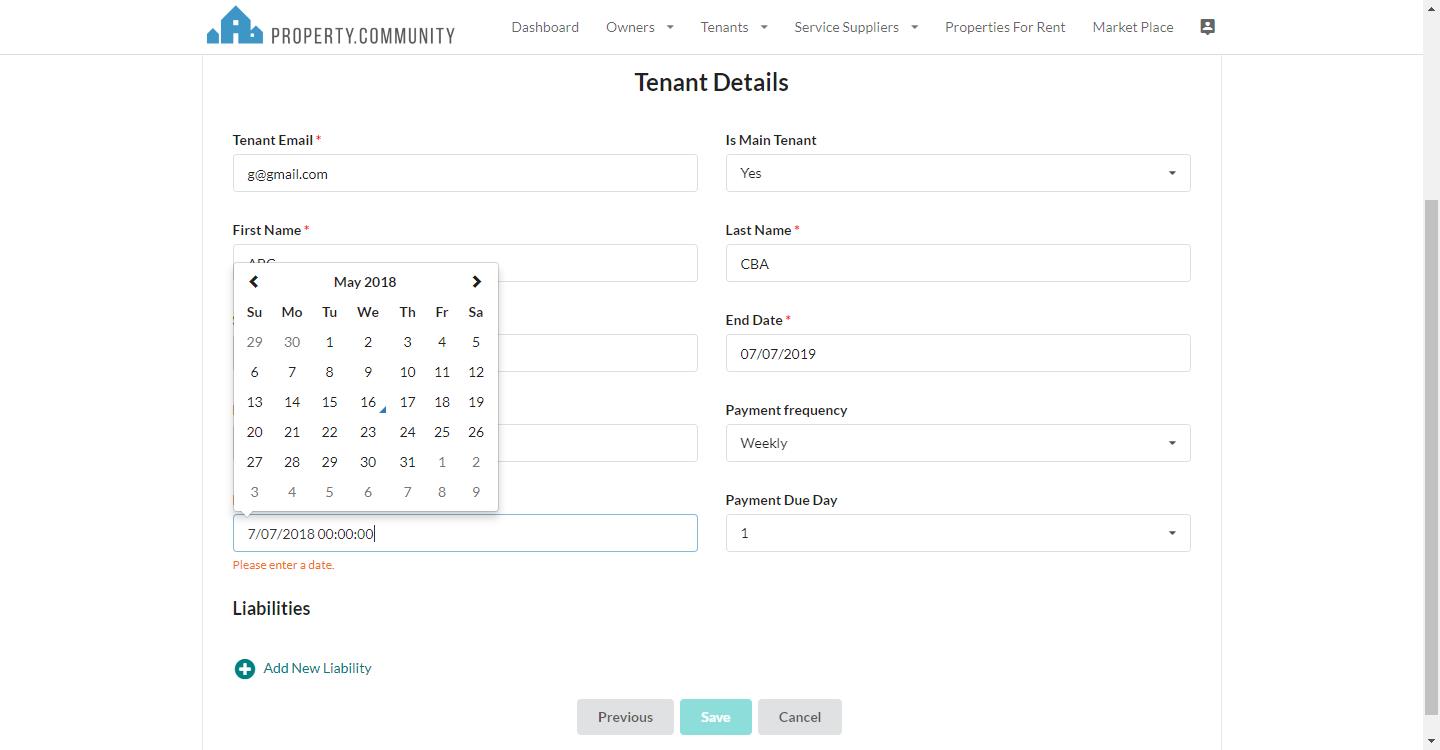 PROPERTY.COMMUNITY
Dashboard Owners Tenants Service Suppliers Properties For Rent Market Place
Tenant Details
Tenant Email *
Is Main Tenant
g@gmail.com
Yes
First Name *
Last Name *
CBA
May 2018
Su Mo Tu We Th Fr Sa
29 30 1 2 3 4 5
6 7 8 9 10 11 12
13 14 15 16 17 18 19
20 21 22 23 24 25 26
27 28 29 30 31 1 2
3 4 5 6 7 8 9
End Date *
07/07/2019
Payment frequency
Weekly
Payment Due Day
7/07/2018 00:00:00
1
Please enter a date.
Liabilities
Add New Liability
Previous Save Cancel